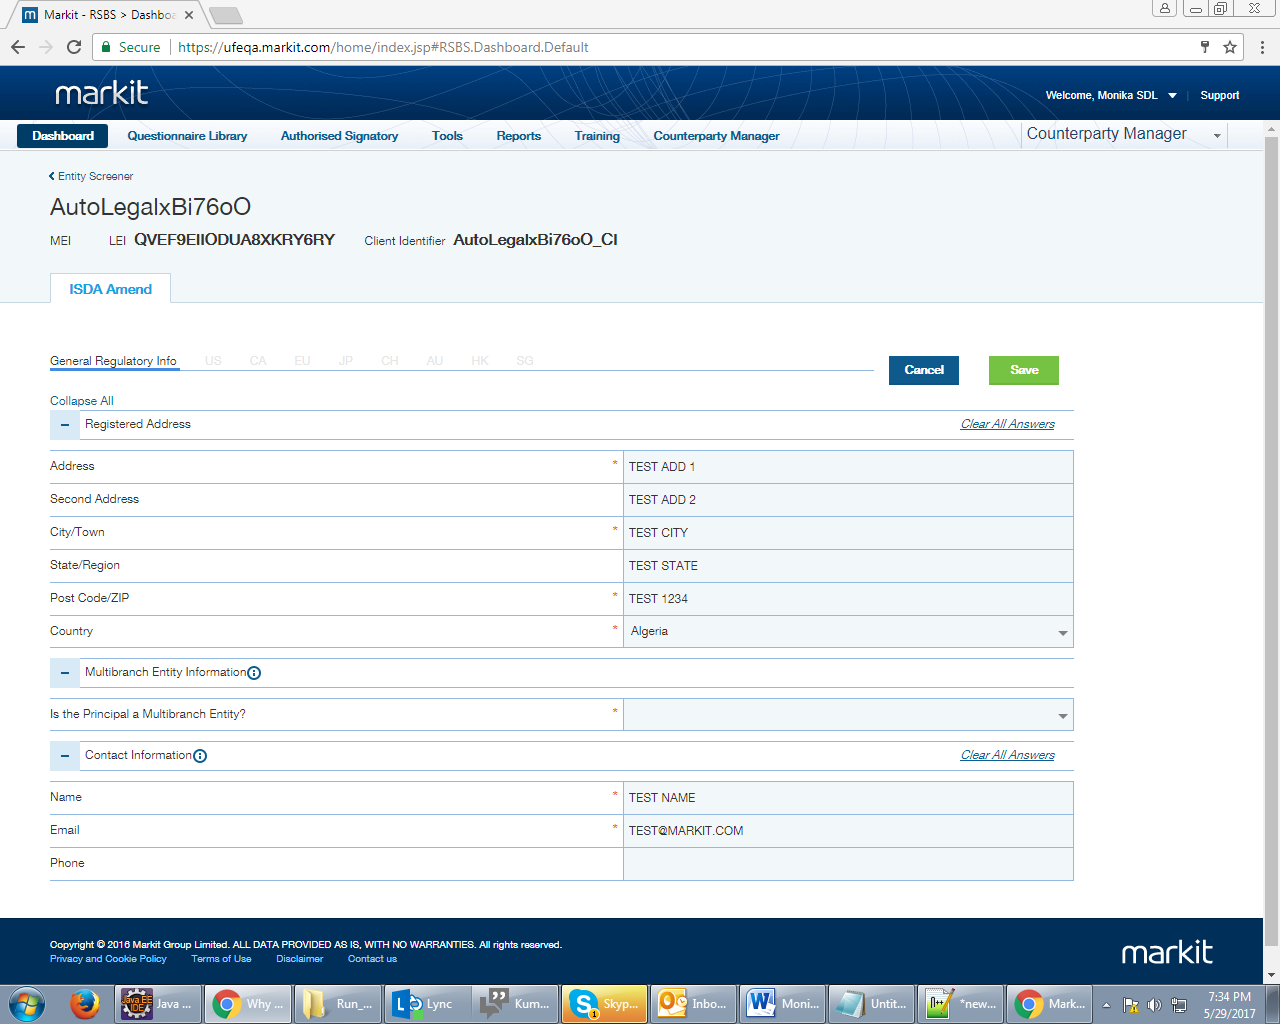 Markit - RSBS > Dashbo
Secure https://ufeqa.markit.com/home/index.jsp#RSBS.Dashboard.Default
markit
Welcome, Monika SDL Support
Dashboard Questionnaire Library Authorised Signatory Tools Reports Training Counterparty Manager Counterparty Manager
Entity Screener
AutoLegalxBi76oO
MEI LEI QVEF9EIIODUA8XKRY6RY Client Identifier AutoLegalxBi76oO_CI
ISDA Amend
General Regulatory Info US CA EU JP CH AU HK SG Cancel Save
Collapse All
Registered Address Clear All Answers
Address * TEST ADD 1
Second Address TEST ADD 2
City/Town * TEST CITY
State/Region TEST STATE
Post Code/ZIP * TEST 1234
Country * Algeria
Multibranch Entity Information
Is the Principal a Multibranch Entity? *
Contact Information Clear All Answers
Name * TEST NAME
Email * TEST@MARKIT.COM
Phone
Copyright © 2016 Markit Group Limited. ALL DATA PROVIDED AS IS, WITH NO WARRANTIES. All rights reserved.
Privacy and Cookie Policy Terms of Use Disclaimer Contact us
markit
Java ... Why ... Run_... Lync Kum... Skyp... Inbo... Moni... Untit... *new... Mark... 7:34 PM
5/29/2017